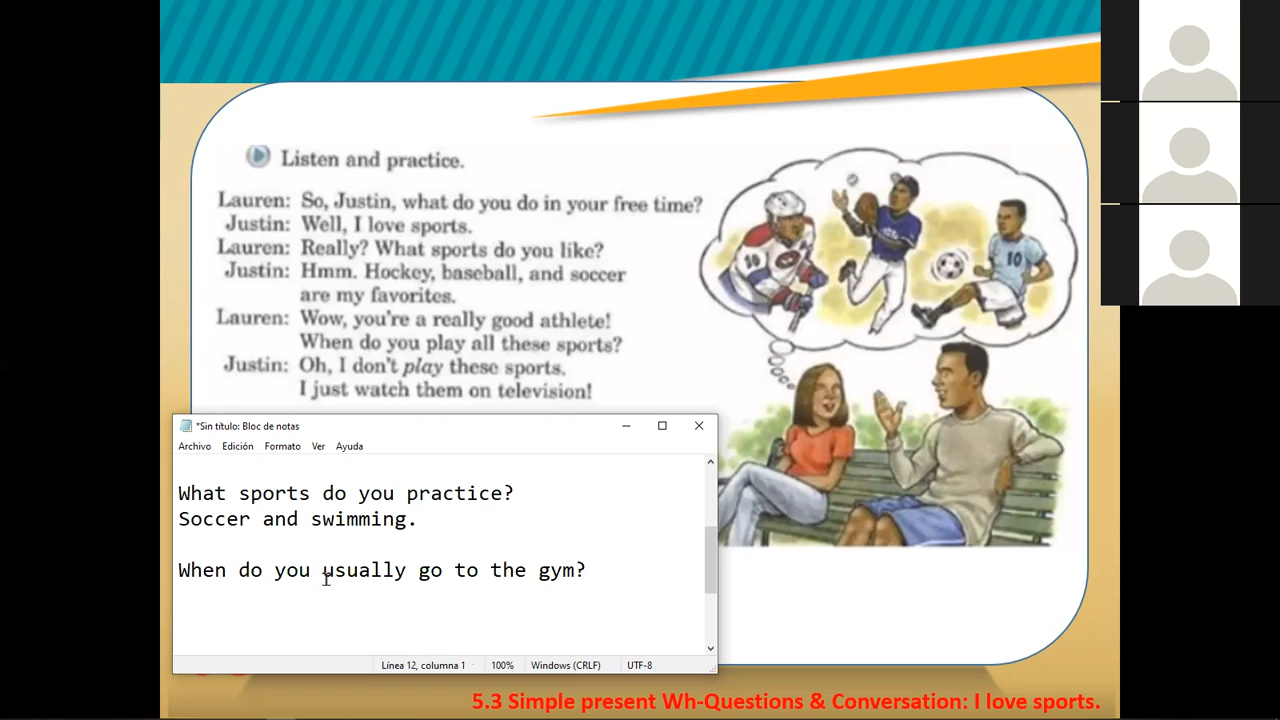 Listen and practice.
Lauren: So, Justin, what do you do in your free time?
Justin: Well, I love sports.
Lauren: Really? What sports do you like?
Justin: Hmm. Hockey, baseball, and soccer
are my favorites.
Lauren: Wow, you're a really good athlete!
When do you play all these sports?
Justin: Oh, I don't play these sports.
I just watch them on television!
10
10
*Sin título: Bloc de notas
Archivo Edición Formato Ver Ayuda
What sports do you practice?
Soccer and swimming.
When do you usually go to the gym?
Línea 12, columna 1 100% Windows (CRLF) UTF-8
5.3 Simple present Wh-Questions & Conversation: I love sports.